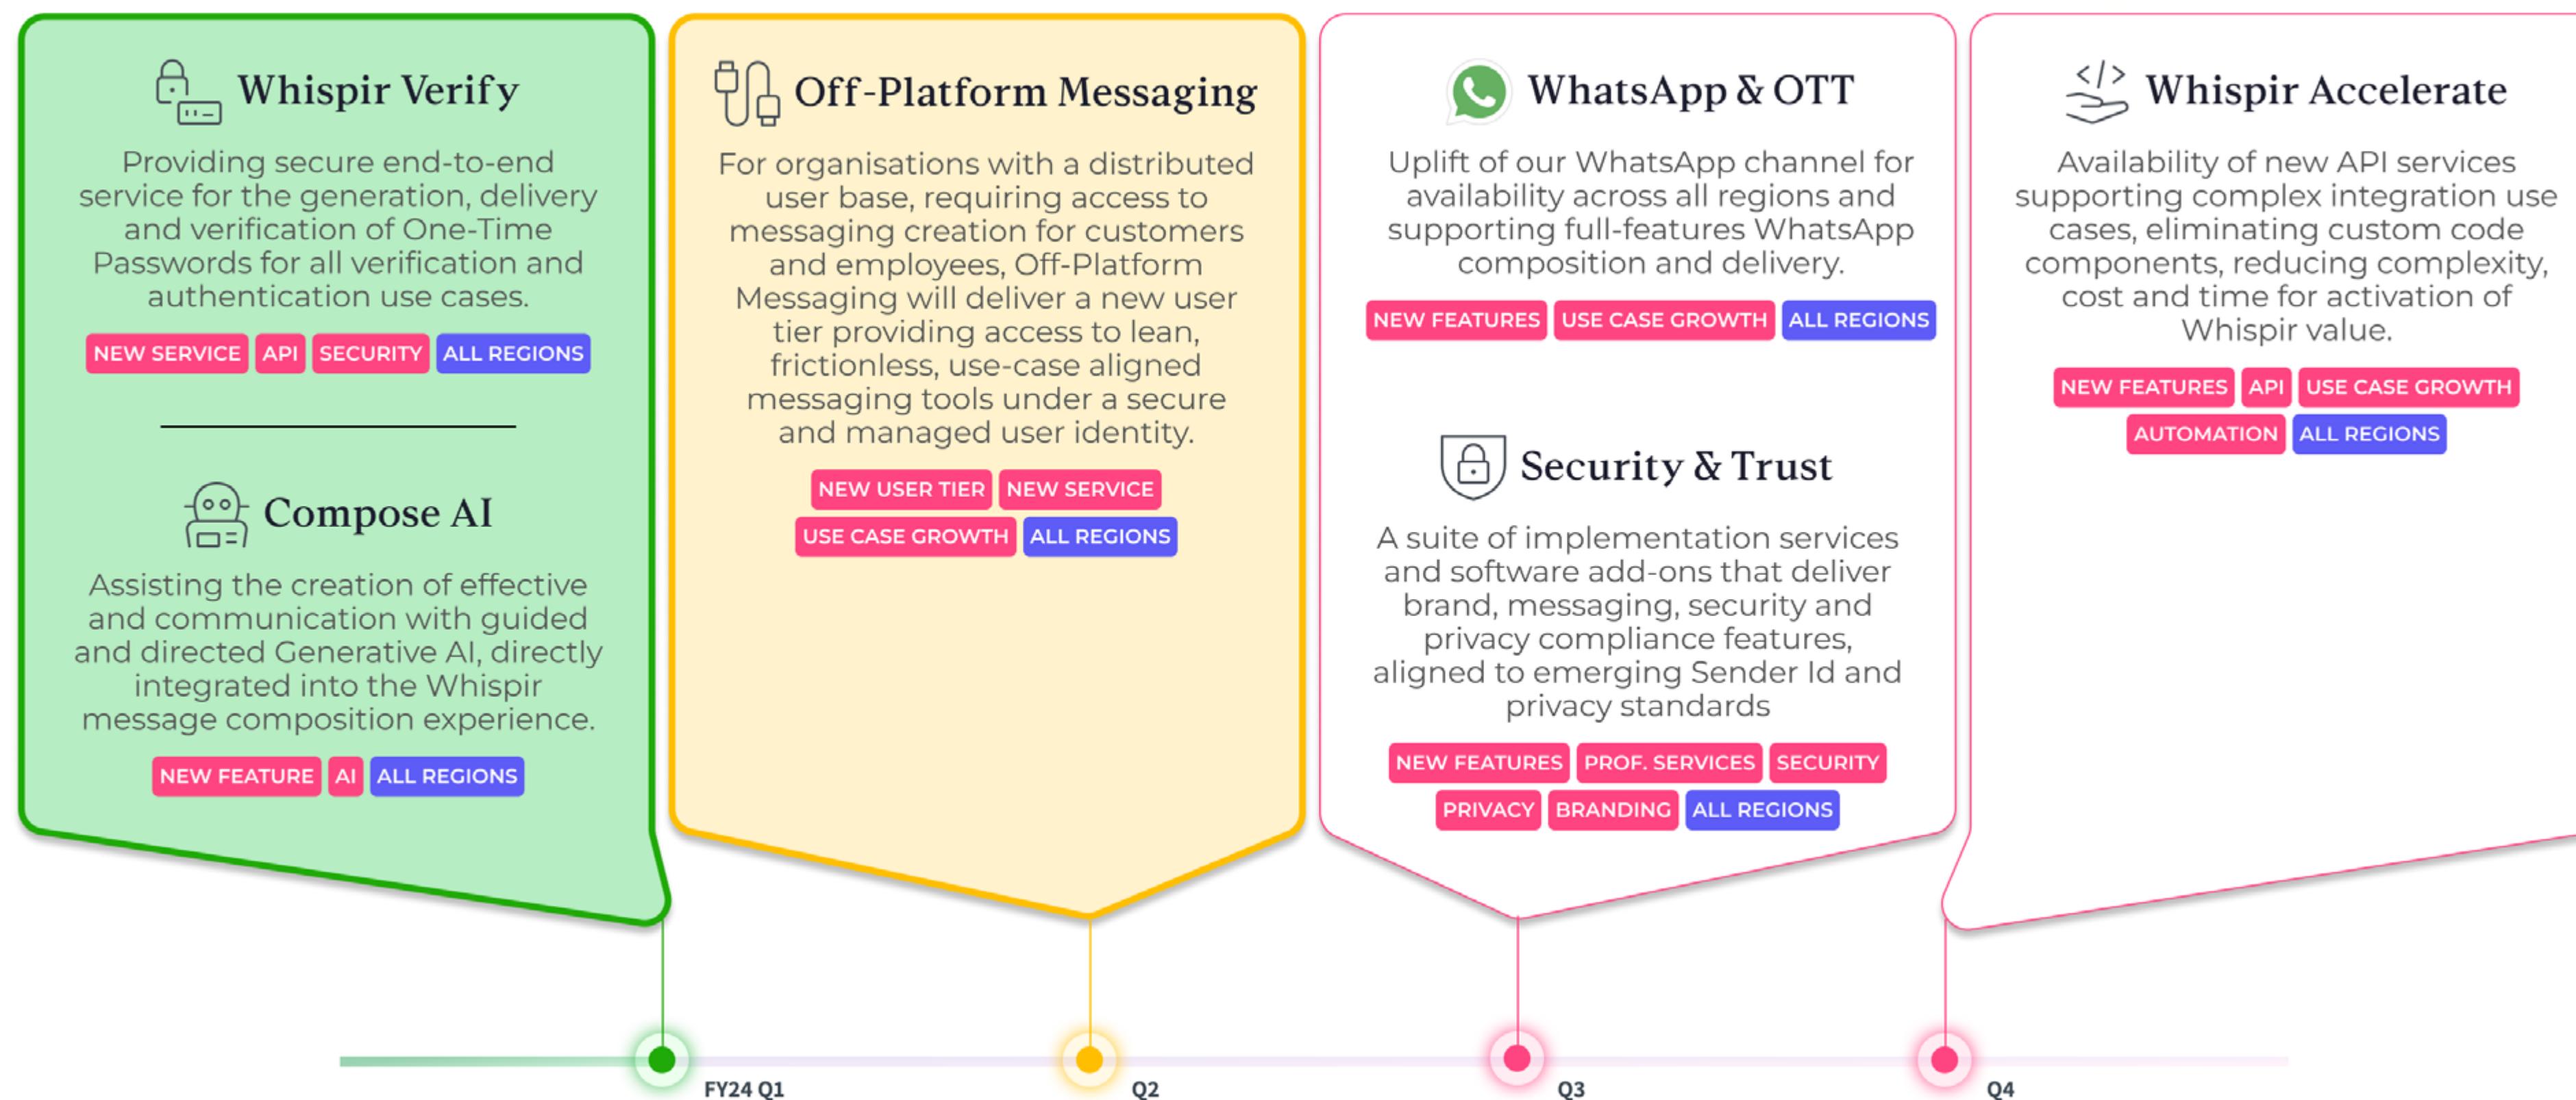 Whispir Verify
Providing secure end-to-end
service for the generation, delivery
and verification of One-Time
Passwords for all verification and
authentication use cases.
NEW SERVICE API SECURITY ALL REGIONS
Compose AI
Assisting the creation of effective
and communication with guided
and directed Generative AI, directly
integrated into the Whispir
message composition experience.
NEW FEATURE AI ALL REGIONS
Off-Platform Messaging
For organisations with a distributed
user base, requiring access to
messaging creation for customers
and employees, Off-Platform
Messaging will deliver a new user
tier providing access to lean,
frictionless, use-case aligned
messaging tools under a secure
and managed user identity.
NEW USER TIER NEW SERVICE
USE CASE GROWTH ALL REGIONS
WhatsApp & OTT
Uplift of our WhatsApp channel for
availability across all regions and
supporting full-features WhatsApp
composition and delivery.
NEW FEATURES USE CASE GROWTH ALL REGIONS
Security & Trust
A suite of implementation services
and software add-ons that deliver
brand, messaging, security and
privacy compliance features,
aligned to emerging Sender Id and
privacy standards
NEW FEATURES PROF. SERVICES SECURITY
PRIVACY BRANDING ALL REGIONS
Whispir Accelerate
Availability of new API services
supporting complex integration use
cases, eliminating custom code
components, reducing complexity,
cost and time for activation of
Whispir value.
NEW FEATURES API USE CASE GROWTH
AUTOMATION ALL REGIONS
FY24 Q1
Q2
Q3
Q4